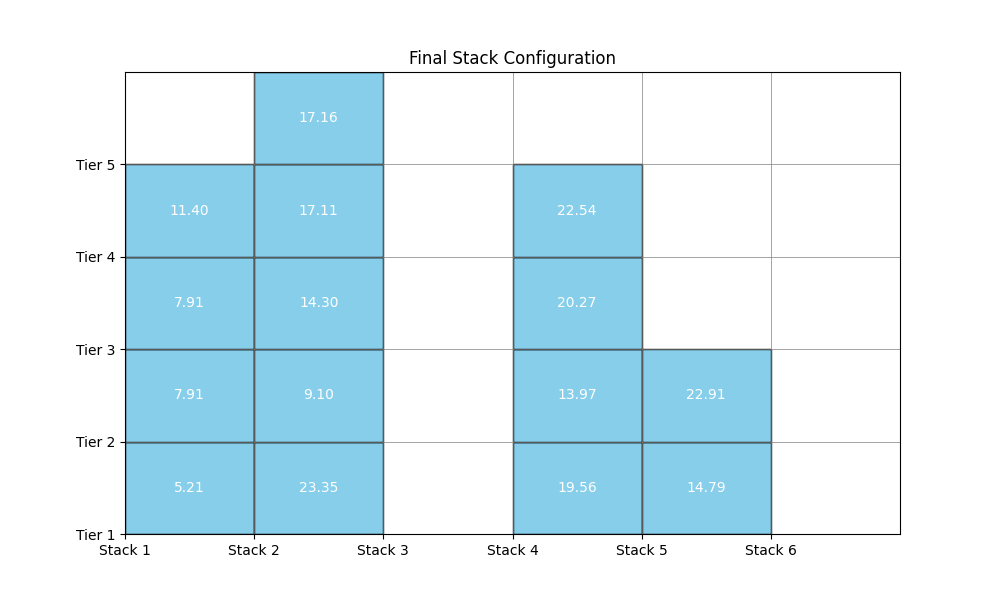 Final Stack Configuration
17.16
Tier 5
11.40 17.11 22.54
Tier 4
7.91 14.30 20.27
Tier 3
7.91 9.10 13.97 22.91
Tier 2
5.21 23.35 19.56 14.79
Tier 1
Stack 1 Stack 2 Stack 3 Stack 4 Stack 5 Stack 6